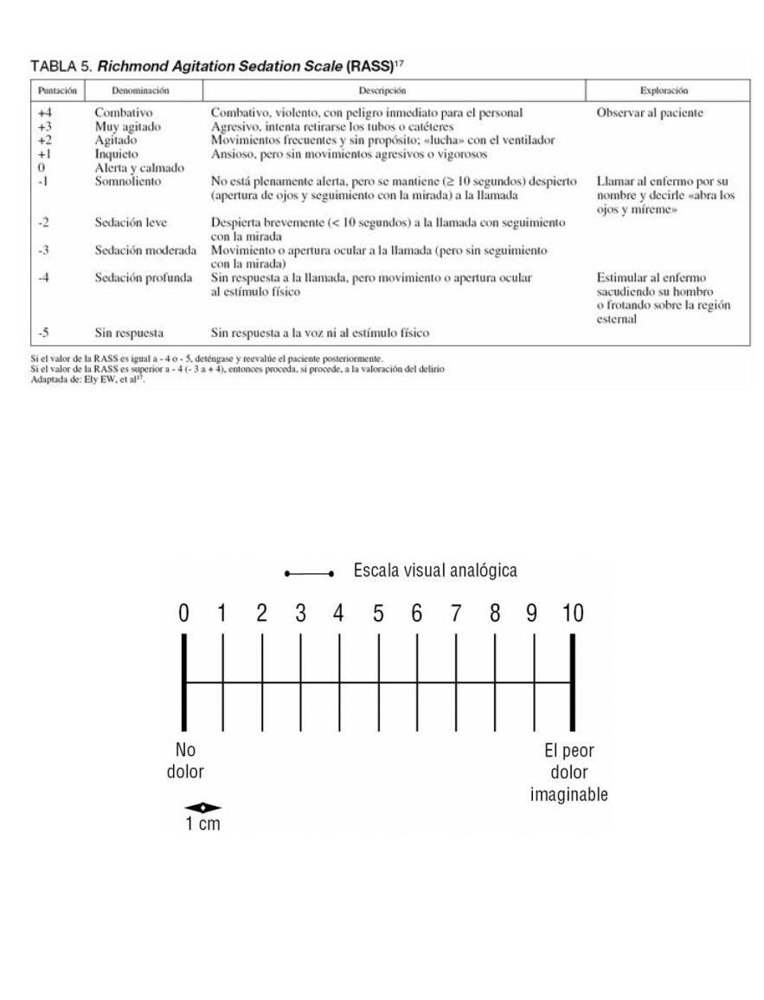 TABLA 5. Richmond Agitation Sedation Scale (RASS)17
Puntación Denominación Descripción Exploración
+4 Combativo Combativo, violento, con peligro inmediato para el personal Observar al paciente
+3 Muy agitado Agresivo, intenta retirarse los tubos o catéteres
+2 Agitado Movimientos frecuentes y sin propósito; «lucha» con el ventilador
+1 Inquieto Ansioso, pero sin movimientos agresivos o vigorosos
0 Alerta y calmado
-1 Somnoliento No está plenamente alerta, pero se mantiene (≥ 10 segundos) despierto Llamar al enfermo por su
(apertura de ojos y seguimiento con la mirada) a la llamada nombre y decirle «abra los
ojos y míreme»
-2 Sedación leve Despierta brevemente (< 10 segundos) a la llamada con seguimiento
con la mirada
-3 Sedación moderada Movimiento o apertura ocular a la llamada (pero sin seguimiento
con la mirada)
-4 Sedación profunda Sin respuesta a la llamada, pero movimiento o apertura ocular Estimular al enfermo
al estímulo físico sacudiendo su hombro
o frotando sobre la región
esternal
-5 Sin respuesta Sin respuesta a la voz ni al estímulo físico
Si el valor de la RASS es igual a - 4 o - 5, deténgase y reevalúe el paciente posteriormente.
Si el valor de la RASS es superior a - 4 (- 3 a + 4), entonces proceda, si procede, a la valoración del delirio
Adaptada de: Ely EW, et al17.
Escala visual analógica
0 1 2 3 4 5 6 7 8 9 10
No El peor
dolor dolor
imaginable
1 cm